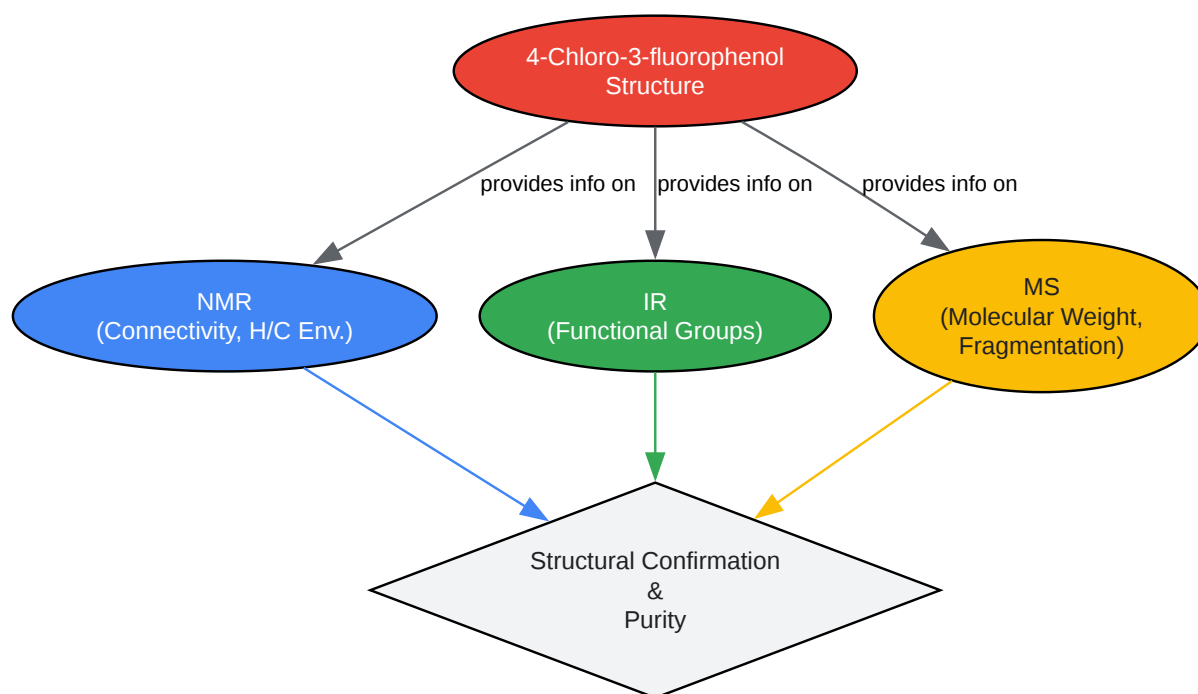 4-Chloro-3-fluorophenol
Structure
provides info on
provides info on
provides info on
NMR
(Connectivity, H/C Env.)
IR
(Functional Groups)
MS
(Molecular Weight,
Fragmentation)
Structural Confirmation
&
Purity